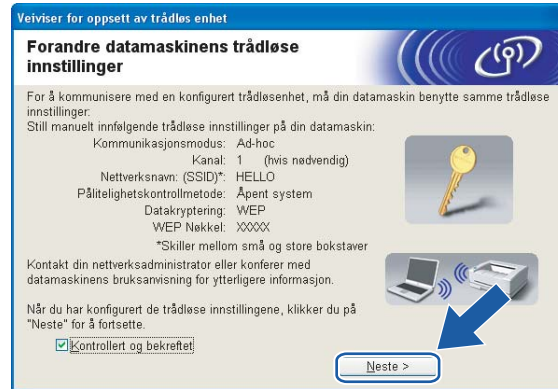 Veiviser for oppsett av trådløs enhet
Forandre datamaskinens trådløse
innstillinger
For å kommunisere med en konfigurert trådløsenhet, må din datamaskin benytte samme trådløse
innstillinger:
Still manuelt innfølgende trådløse innstillinger på din datamaskin:
Kommunikasjonsmodus: Ad-hoc
Kanal: 1 (hvis nødvendig)
Nettverksnavn: (SSID)*: HELLO
Pålitelighetskontrollmetode: Åpent system
Datakryptering: WEP
WEP Nøkkel: XXXXX
*Skiller mellom små og store bokstaver
Kontakt din nettverksadministrator eller konferer med
datamaskinens bruksanvisning for ytterligere informasjon.
Når du har konfigurert de trådløse innstillingene, klikker du på
"Neste" for å fortsette.
Kontrollert og bekreftet
Neste >